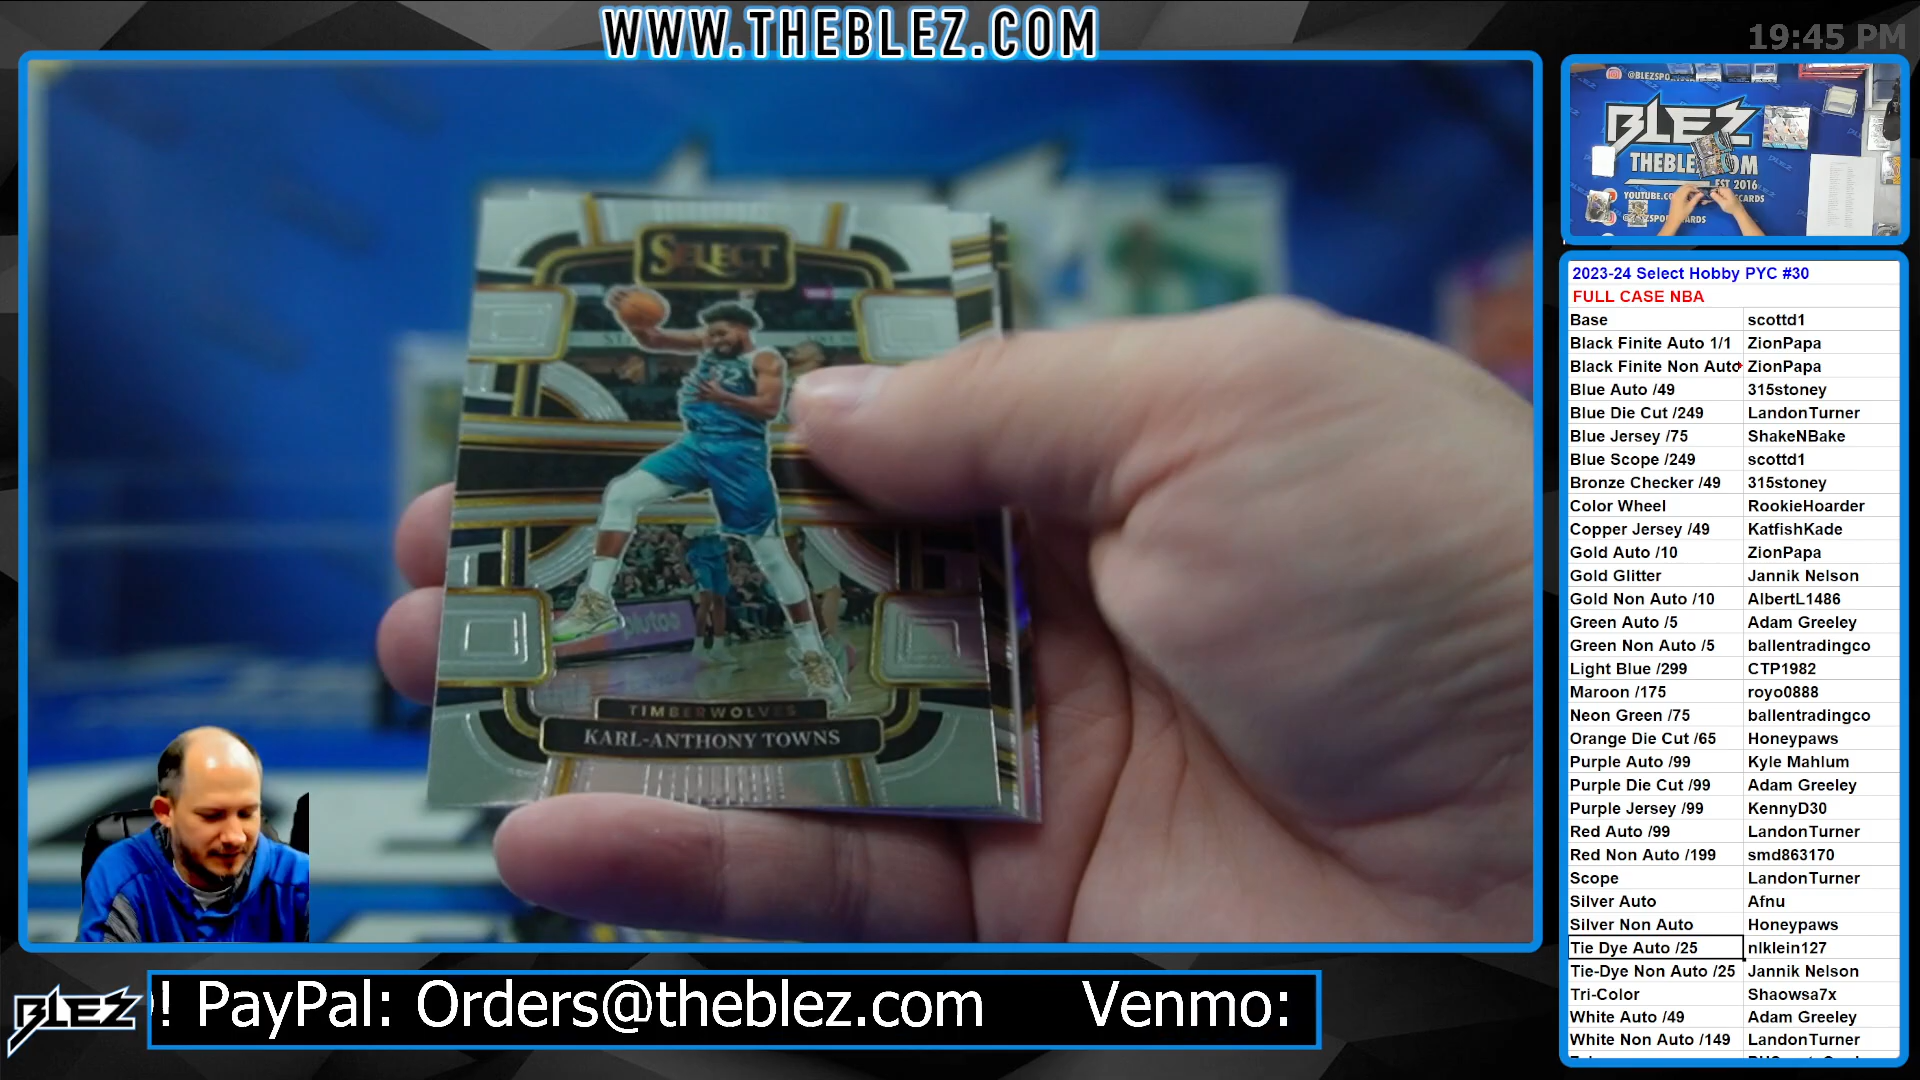 WWW.THEBLEZ.COM
19:45 PM
SELECT
32
TIMBERWOLVES
KARL-ANTHONY TOWNS
BLEZ
! PayPal: Orders@theblez.com Venmo:
BLEZ
EST 2016
2023-24 Select Hobby PYC #30
FULL CASE NBA
Base scottd1
Black Finite Auto 1/1 ZionPapa
Black Finite Non Auto ZionPapa
Blue Auto /49 315stoney
Blue Die Cut /249 LandonTurner
Blue Jersey /75 ShakeNBake
Blue Scope /249 scottd1
Bronze Checker /49 315stoney
Color Wheel RookieHoarder
Copper Jersey /49 KatfishKade
Gold Auto /10 ZionPapa
Gold Glitter Jannik Nelson
Gold Non Auto /10 AlbertL1486
Green Auto /5 Adam Greeley
Green Non Auto /5 ballentradingco
Light Blue /299 CTP1982
Maroon /175 royo0888
Neon Green /75 ballentradingco
Orange Die Cut /65 Honeypaws
Purple Auto /99 Kyle Mahlum
Purple Die Cut /99 Adam Greeley
Purple Jersey /99 KennyD30
Red Auto /99 LandonTurner
Red Non Auto /199 smd863170
Scope LandonTurner
Silver Auto Afnu
Silver Non Auto Honeypaws
Tie Dye Auto /25 nlklein127
Tie-Dye Non Auto /25 Jannik Nelson
Tri-Color Shaowsa7x
White Auto /49 Adam Greeley
White Non Auto /149 LandonTurner